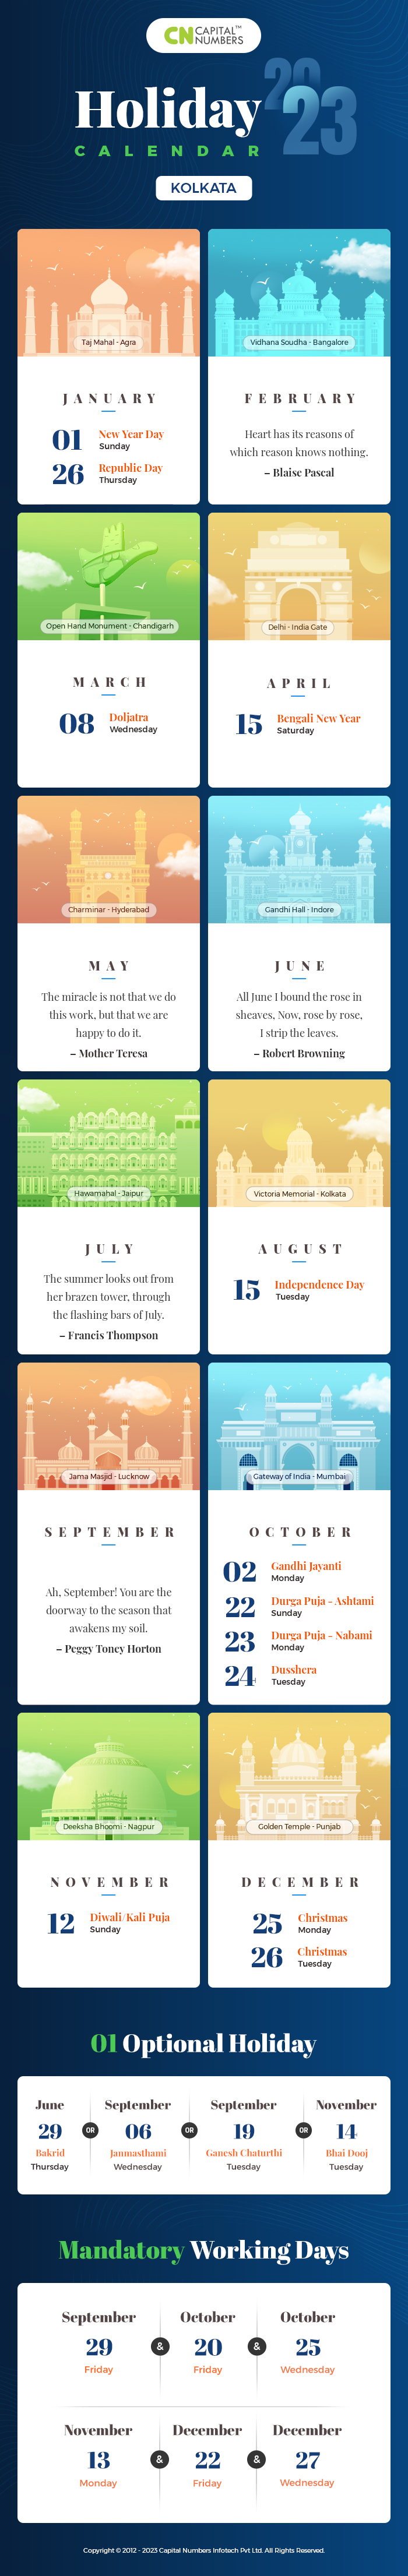 CN CAPITAL™
NUMBERS
Holiday 2023
CALENDAR
KOLKATA
Taj Mahal - Agra
JANUARY
01 New Year Day
Sunday
26 Republic Day
Thursday
Vidhana Soudha - Bangalore
FEBRUARY
Heart has its reasons of
which reason knows nothing.
– Blaise Pascal
Open Hand Monument - Chandigarh
MARCH
08 Doljatra
Wednesday
Delhi - India Gate
APRIL
15 Bengali New Year
Saturday
Charminar - Hyderabad
MAY
The miracle is not that we do
this work, but that we are
happy to do it.
– Mother Teresa
Gandhi Hall - Indore
JUNE
All June I bound the rose in
sheaves, Now, rose by rose,
I strip the leaves.
– Robert Browning
Hawamahal - Jaipur
JULY
The summer looks out from
her brazen tower, through
the flashing bars of July.
– Francis Thompson
Victoria Memorial - Kolkata
AUGUST
15 Independence Day
Tuesday
Jama Masjid - Lucknow
SEPTEMBER
Ah, September! You are the
doorway to the season that
awakens my soil.
– Peggy Toney Horton
Gateway of India - Mumbai
OCTOBER
02 Gandhi Jayanti
Monday
22 Durga Puja - Ashtami
Sunday
23 Durga Puja - Nabami
Monday
24 Dusshera
Tuesday
Deeksha Bhoomi - Nagpur
NOVEMBER
12 Diwali/Kali Puja
Sunday
Golden Temple - Punjab
DECEMBER
25 Christmas
Monday
26 Christmas
Tuesday
01 Optional Holiday
June
29
Bakrid
Thursday
OR
September
06
Janmasthami
Wednesday
OR
September
19
Ganesh Chaturthi
Tuesday
OR
November
14
Bhai Dooj
Tuesday
Mandatory Working Days
September
29
Friday
&
October
20
Friday
&
October
25
Wednesday
November
13
Monday
&
December
22
Friday
&
December
27
Wednesday
Copyright © 2012 - 2023 Capital Numbers Infotech Pvt Ltd. All Rights Reserved.